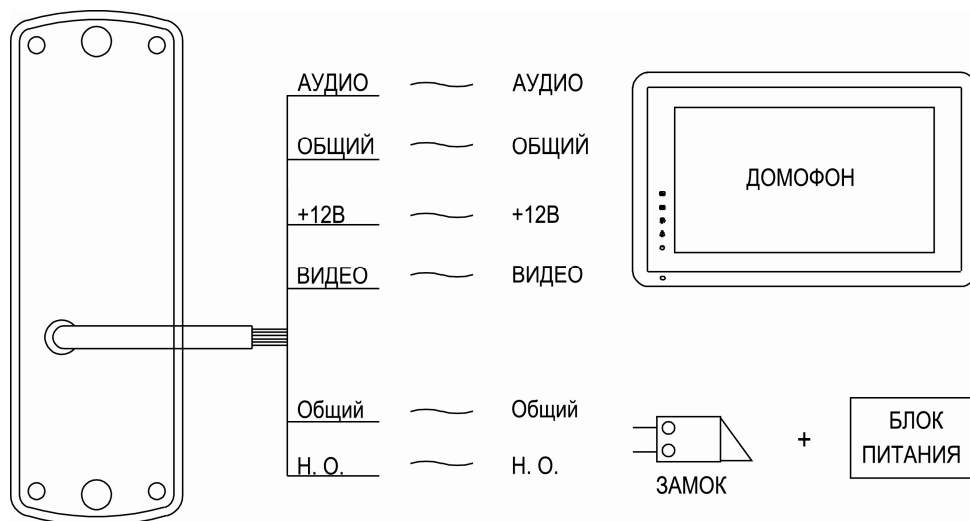 АУДИО АУДИО
ОБЩИЙ ОБЩИЙ
+12В +12В
ВИДЕО ВИДЕО
ДОМОФОН
Общий Общий
Н. О. Н. О.
ЗАМОК
+
БЛОК
ПИТАНИЯ